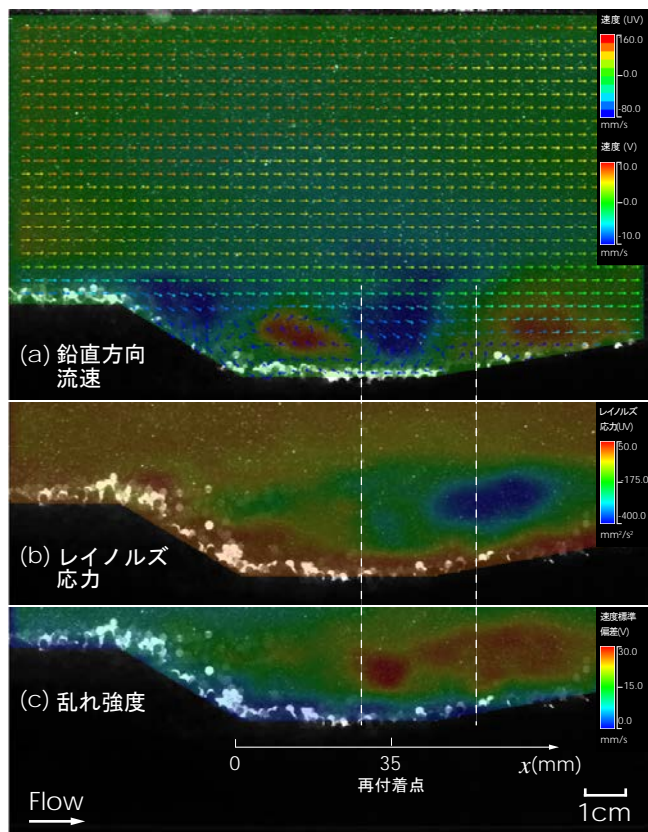 速度 (UV)
160.0
-0.0
-80.0
mm/s
速度 (V)
10.0
-0.0
-10.0
mm/s
(a) 鉛直方向
流速
レイノルズ
応力(UV)
50.0
-175.0
-400.0
mm²/s²
(b) レイノルズ
応力
速度標準
偏差(V)
30.0
15.0
0.0
mm/s
(c) 乱れ強度
0
35
x(mm)
再付着点
Flow
1cm